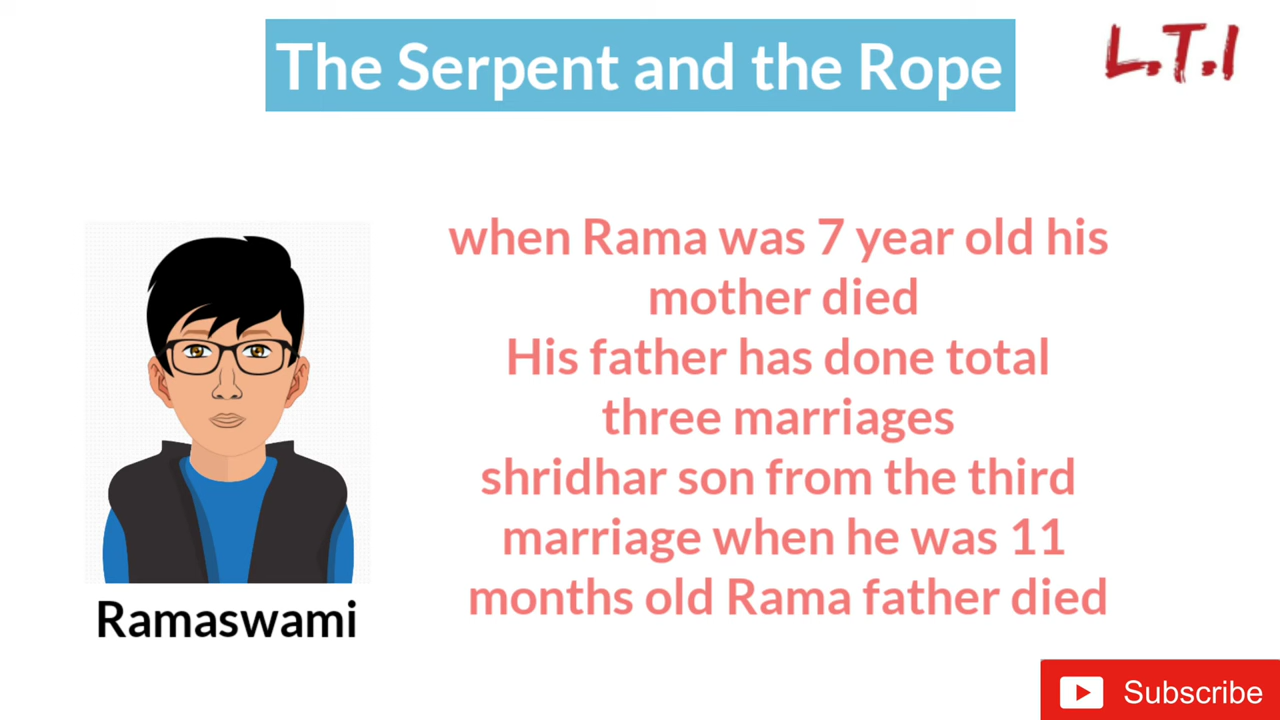 The Serpent and the Rope
L.T.I
when Rama was 7 year old his
mother died
His father has done total
three marriages
shridhar son from the third
marriage when he was 11
months old Rama father died
Ramaswami
Subscribe